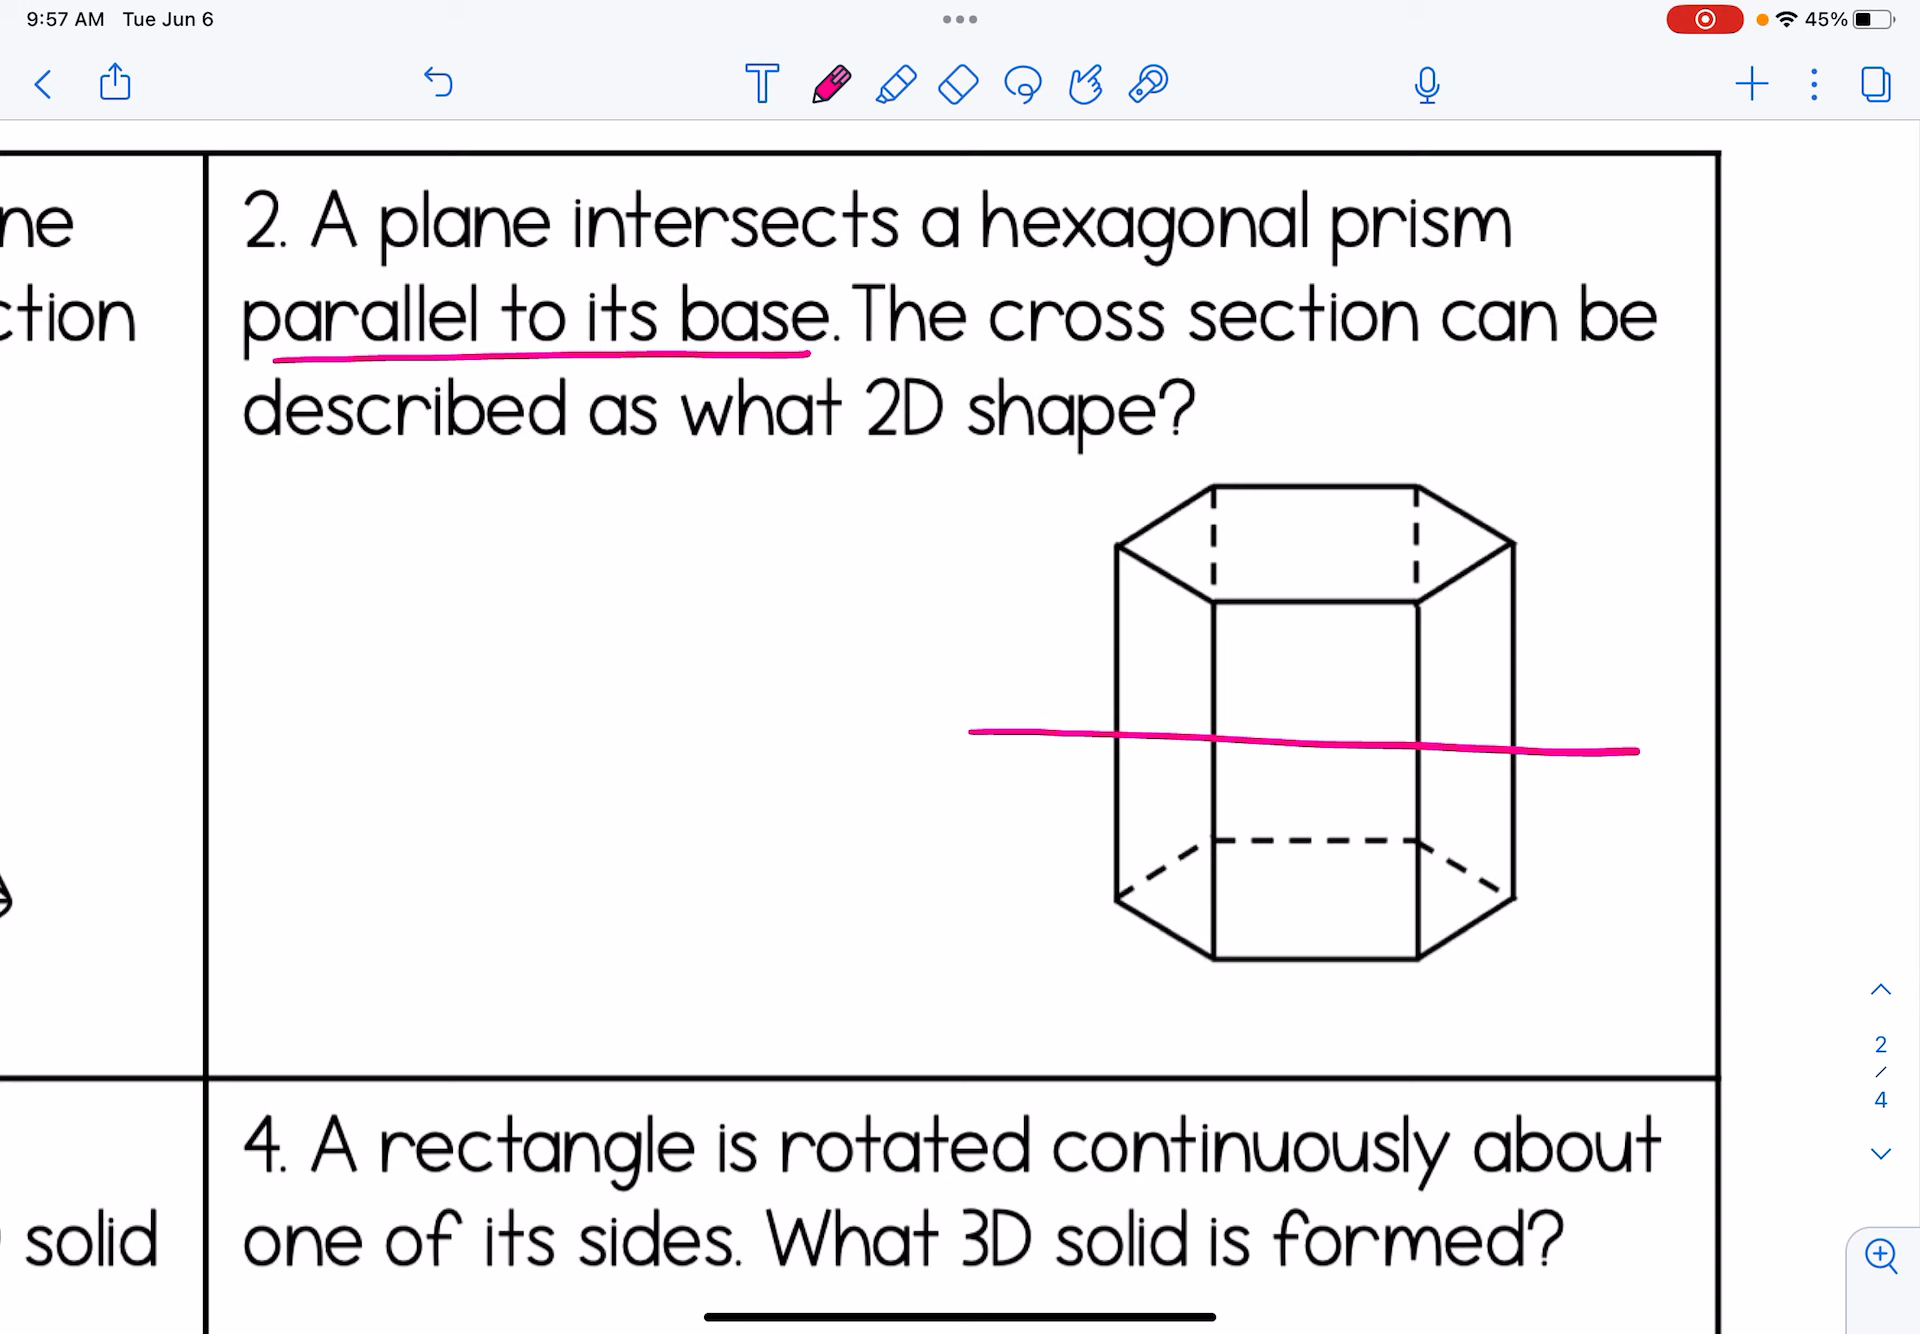 9:57 AM Tue Jun 6
45%
T
ne
ction
2. A plane intersects a hexagonal prism
parallel to its base. The cross section can be
described as what 2D shape?
2
/
4
solid
4. A rectangle is rotated continuously about
one of its sides. What 3D solid is formed?